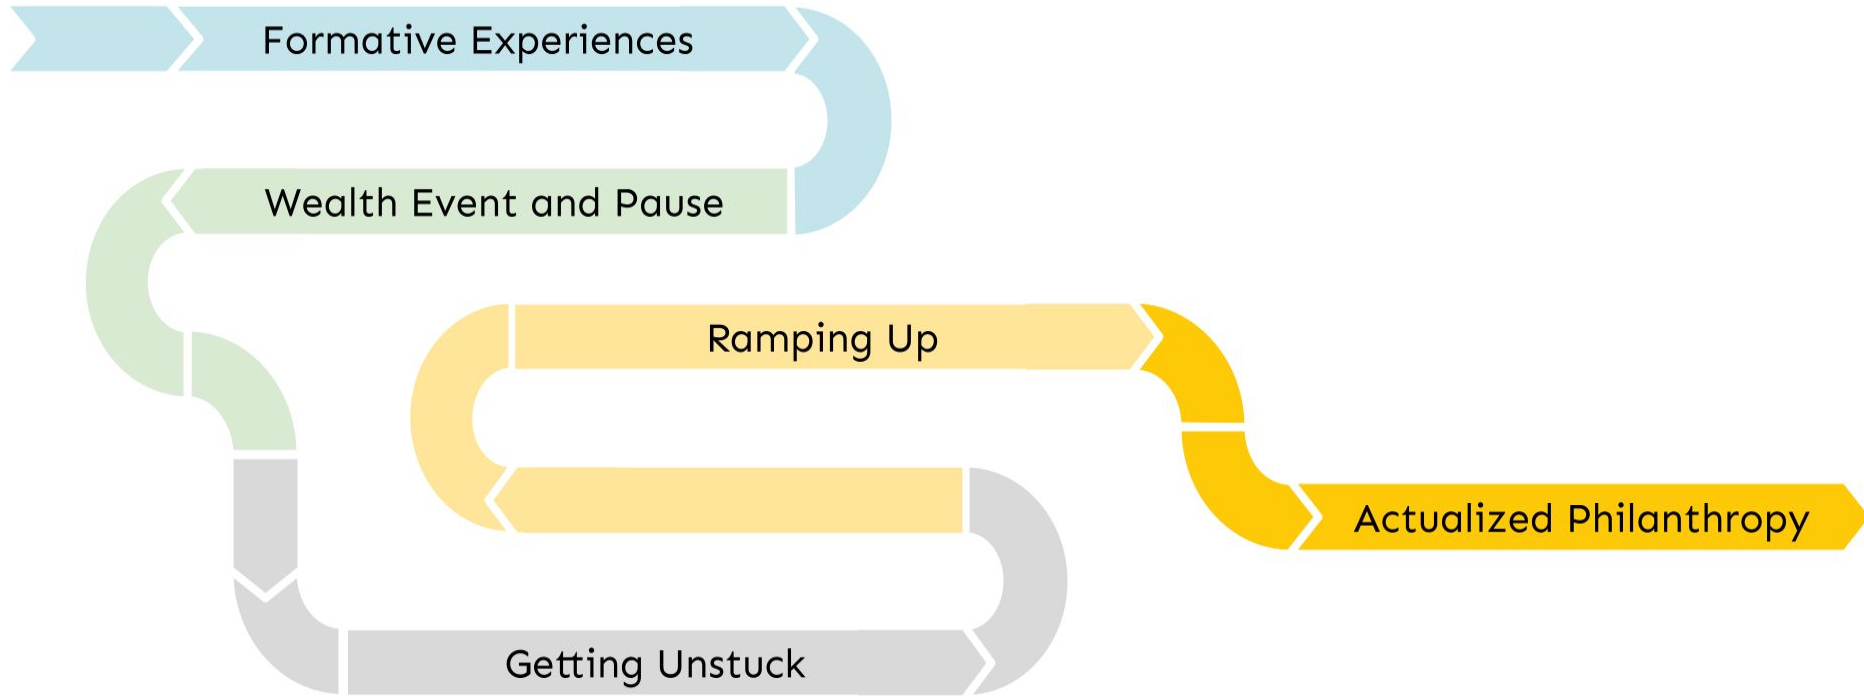 Formative Experiences
Wealth Event and Pause
Ramping Up
Actualized Philanthropy
Getting Unstuck